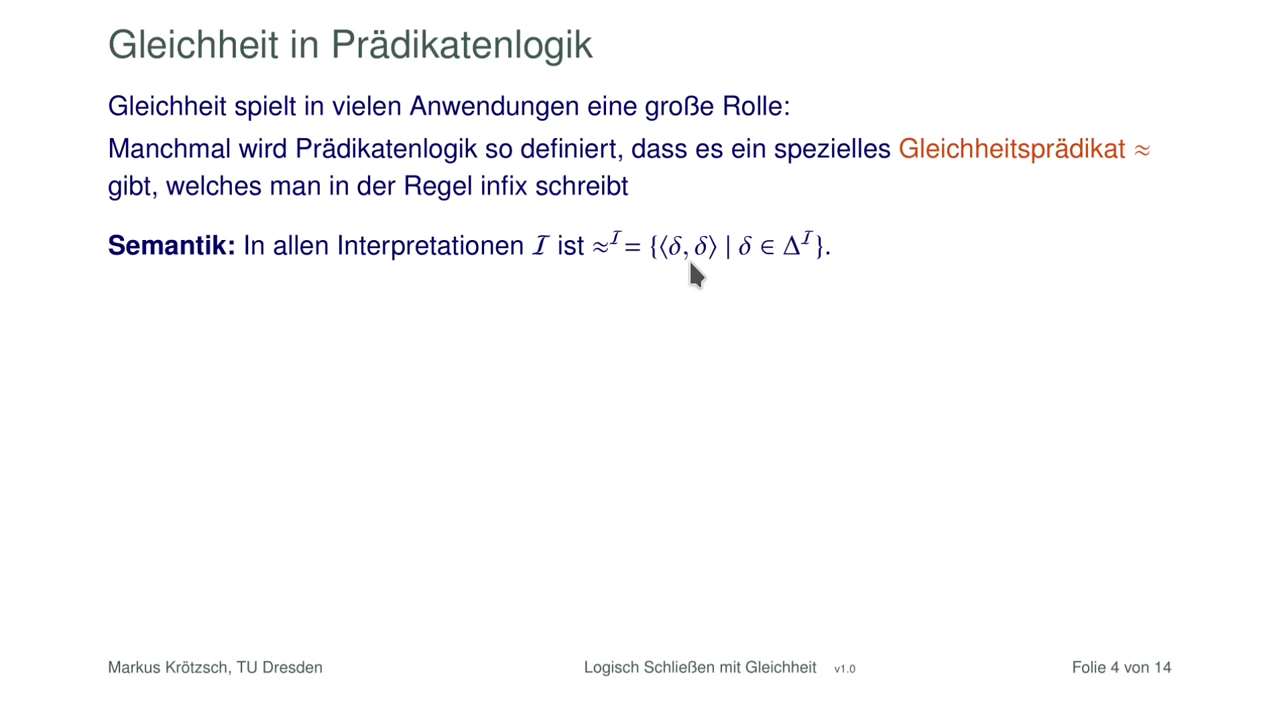 Gleichheit in Prädikatenlogik
Gleichheit spielt in vielen Anwendungen eine große Rolle:
Manchmal wird Prädikatenlogik so definiert, dass es ein spezielles Gleichheitsprädikat ≈
gibt, welches man in der Regel infix schreibt
Semantik: In allen Interpretationen 𝓘 ist ≈^𝓘 = {⟨δ, δ⟩ | δ ∈ Δ^𝓘}.
Markus Krötzsch, TU Dresden
Logisch Schließen mit Gleichheit v1.0
Folie 4 von 14